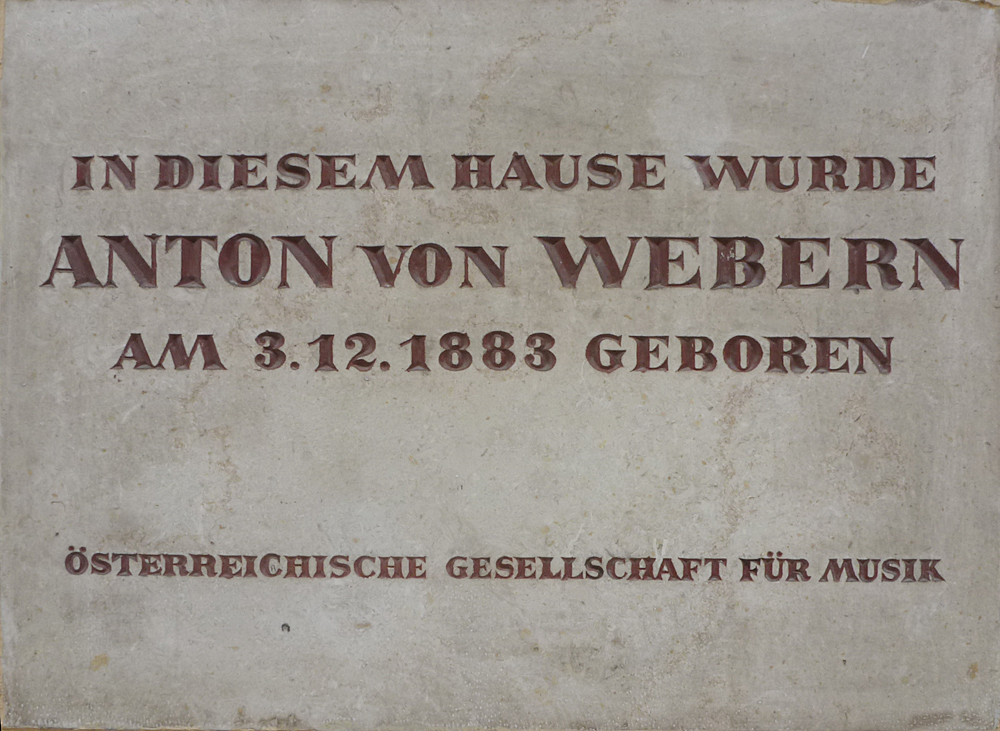 IN DIESEM HAUSE WURDE
ANTON VON WEBERN
AM 3.12.1883 GEBOREN
ÖSTERREICHISCHE GESELLSCHAFT FÜR MUSIK